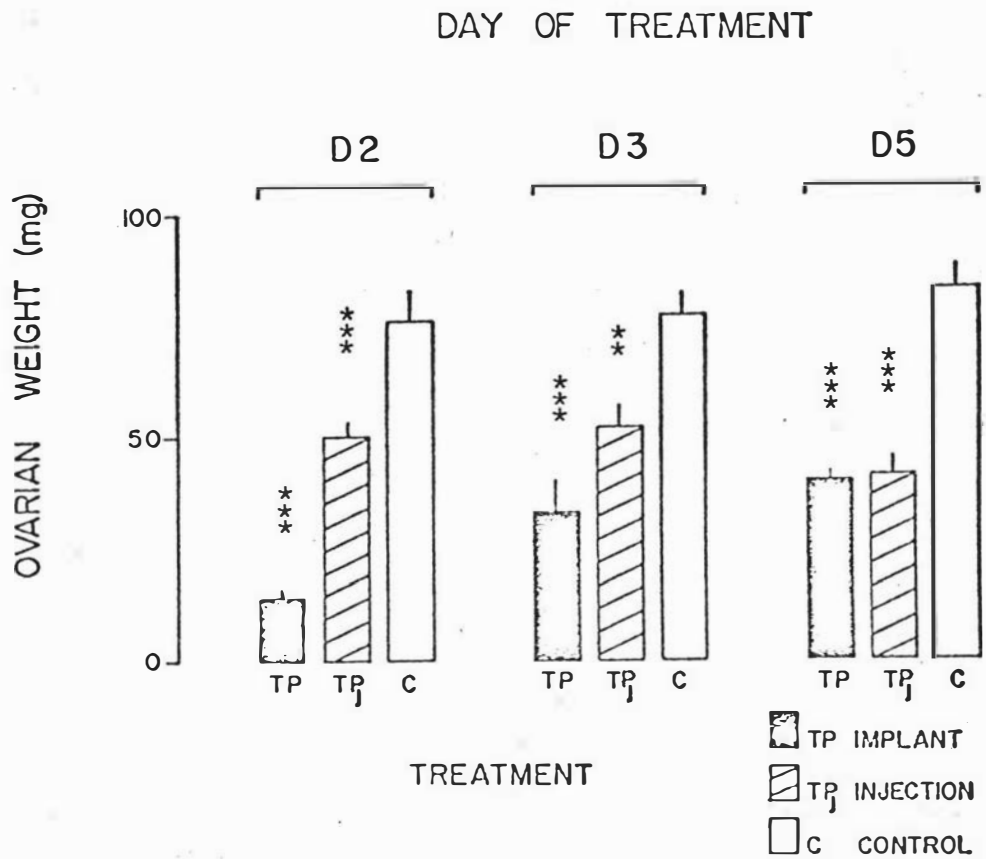 DAY OF TREATMENT
D2 D3 D5
OVARIAN WEIGHT (mg)
100
50
0
*** *** 
*** **
*** ***
TP TPj C TP TPj C TP TPj C
TREATMENT
TP IMPLANT
TPj INJECTION
C CONTROL